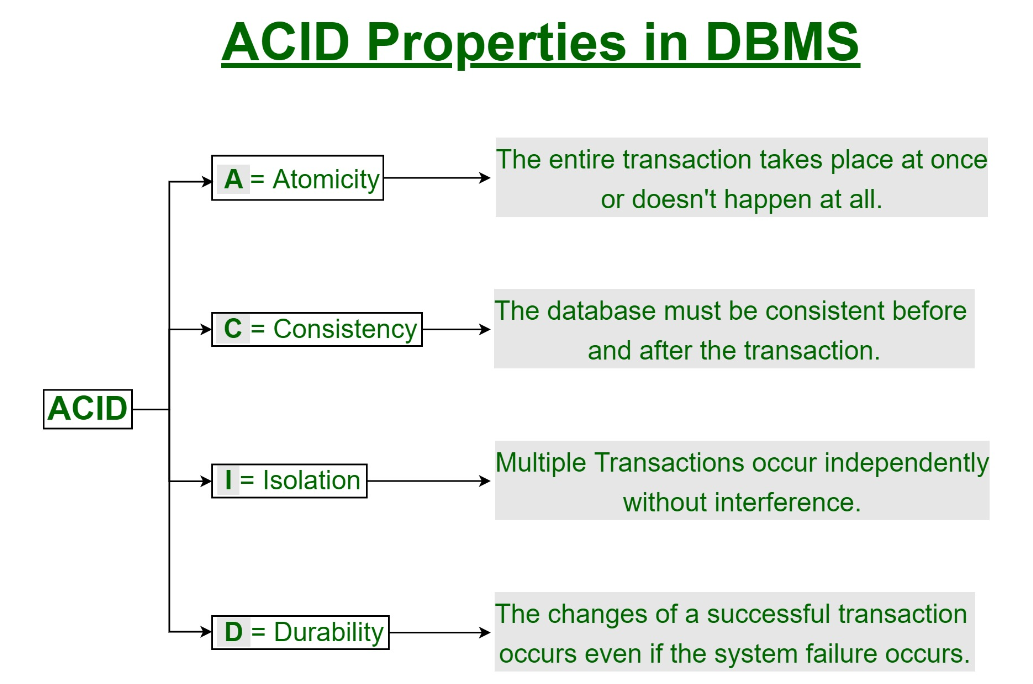 ACID Properties in DBMS
A = Atomicity
The entire transaction takes place at once
or doesn't happen at all.
C = Consistency
The database must be consistent before
and after the transaction.
ACID
I = Isolation
Multiple Transactions occur independently
without interference.
D = Durability
The changes of a successful transaction
occurs even if the system failure occurs.